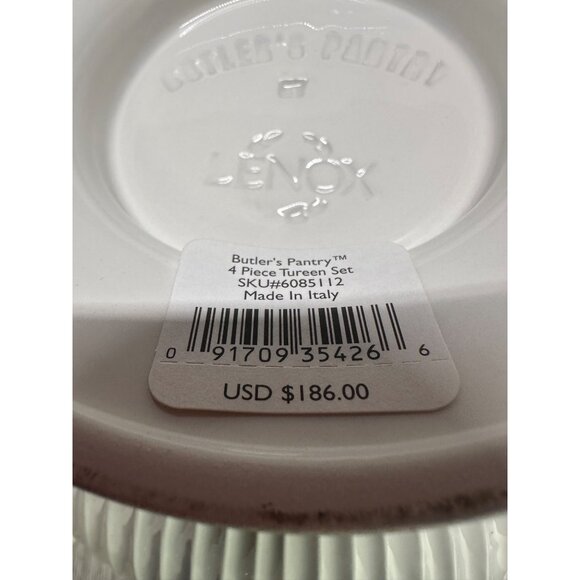 BUTLER'S PANTRY
BY
LENOX
Butler's Pantry™
4 Piece Tureen Set
SKU#6085112
Made In Italy
0 91709 35426 6
USD $186.00